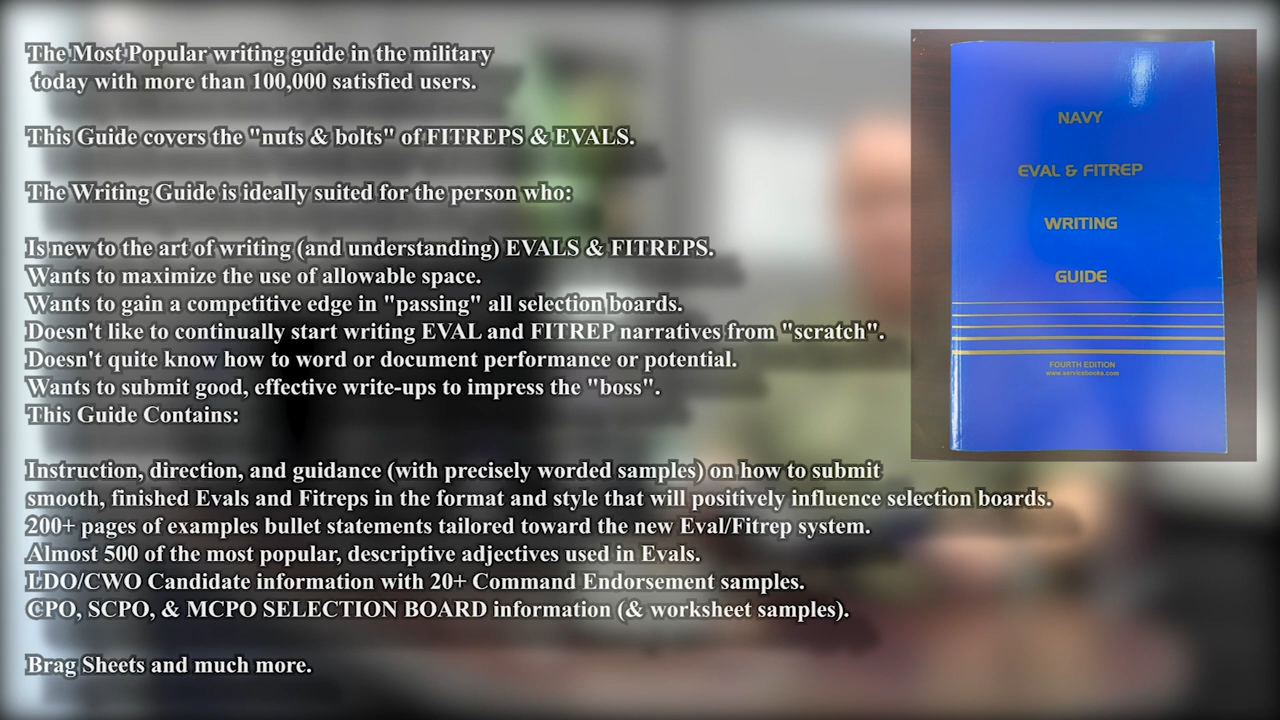 The Most Popular writing guide in the military
today with more than 100,000 satisfied users.
This Guide covers the "nuts & bolts" of FITREPS & EVALS.
The Writing Guide is ideally suited for the person who:
Is new to the art of writing (and understanding) EVALS & FITREPS.
Wants to maximize the use of allowable space.
Wants to gain a competitive edge in "passing" all selection boards.
Doesn't like to continually start writing EVAL and FITREP narratives from "scratch".
Doesn't quite know how to word or document performance or potential.
Wants to submit good, effective write-ups to impress the "boss".
This Guide Contains:
Instruction, direction, and guidance (with precisely worded samples) on how to submit
smooth, finished Evals and Fitreps in the format and style that will positively influence selection boards.
200+ pages of examples bullet statements tailored toward the new Eval/Fitrep system.
Almost 500 of the most popular, descriptive adjectives used in Evals.
LDO/CWO Candidate information with 20+ Command Endorsement samples.
CPO, SCPO, & MCPO SELECTION BOARD information (& worksheet samples).
Brag Sheets and much more.
NAVY
EVAL & FITREP
WRITING
GUIDE
FOURTH EDITION
www.servicebooks.com